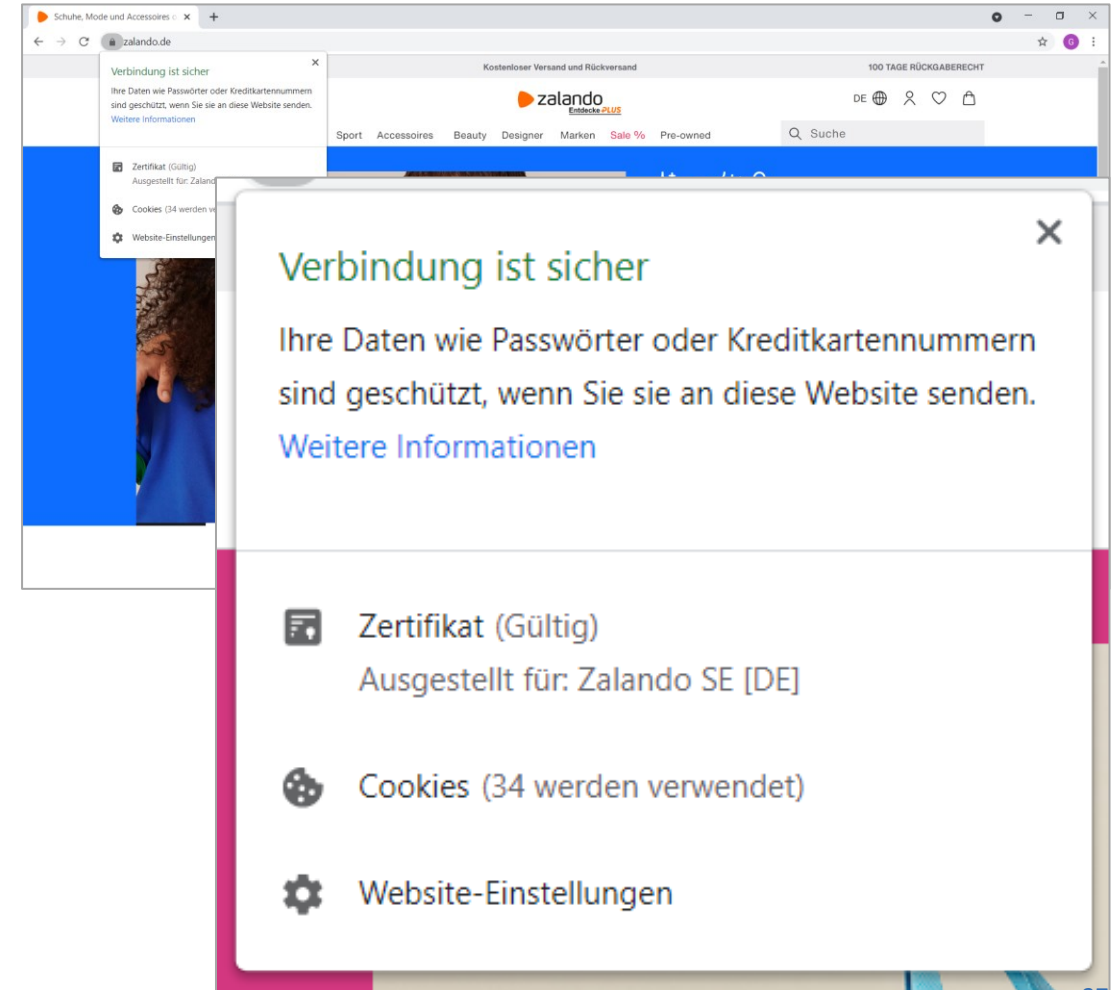 Schuhe, Mode und Accessoires
zalando.de
G
Kostenloser Versand und Rückversand
100 TAGE RÜCKGABERECHT
zalando
Entdecke PLUS
DE
Sport Accessoires Beauty Designer Marken Sale % Pre-owned
Suche
Verbindung ist sicher
Ihre Daten wie Passwörter oder Kreditkartennummern
sind geschützt, wenn Sie sie an diese Website senden.
Weitere Informationen
Zertifikat (Gültig)
Ausgestellt für: Zaland
Cookies (34 werden
Website-Einstellungen
Verbindung ist sicher
Ihre Daten wie Passwörter oder Kreditkartennummern
sind geschützt, wenn Sie sie an diese Website senden.
Weitere Informationen
Zertifikat (Gültig)
Ausgestellt für: Zalando SE [DE]
Cookies (34 werden verwendet)
Website-Einstellungen